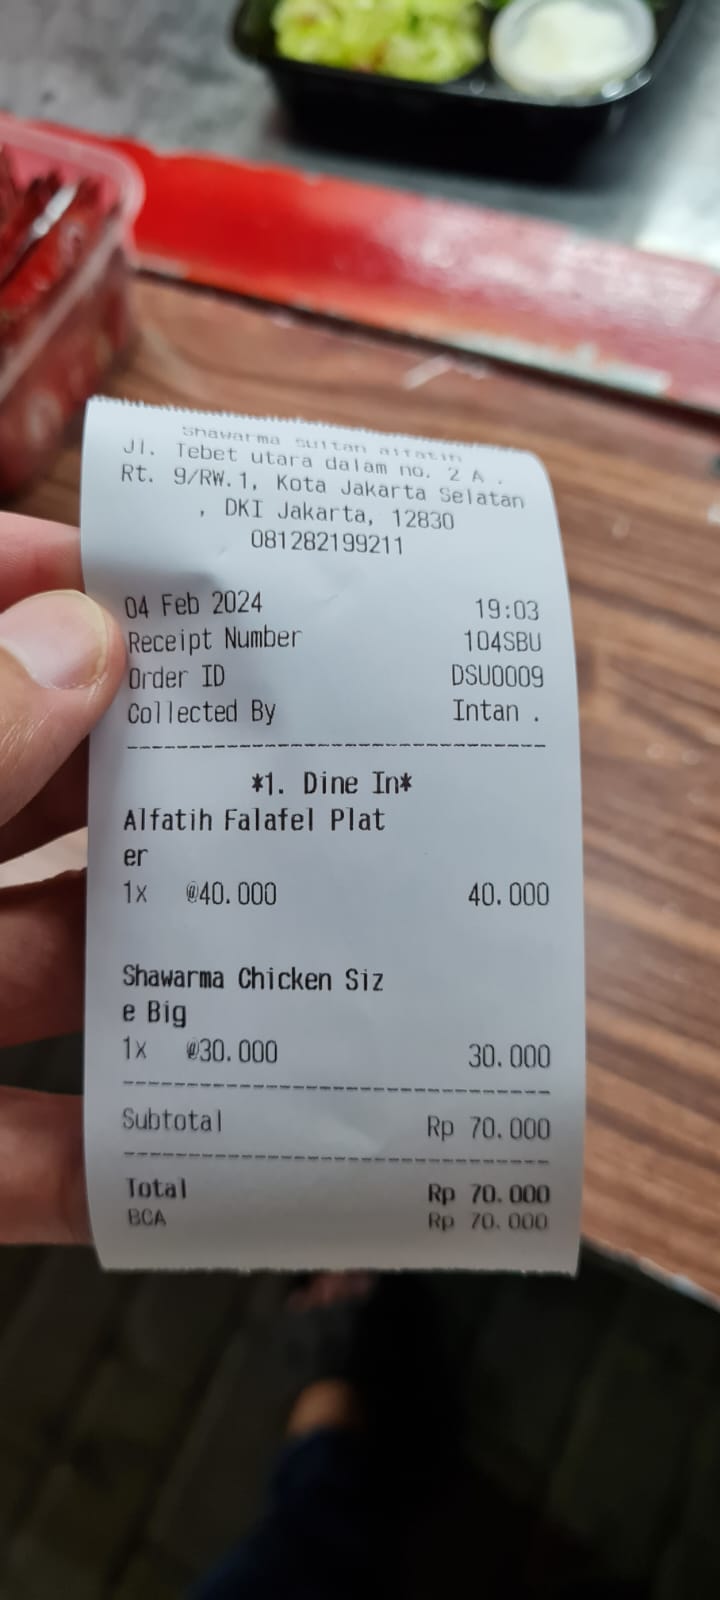 Shawarma sultan alfatih
Jl. Tebet utara dalam no. 2 A .
Rt. 9/RW.1, Kota Jakarta Selatan
, DKI Jakarta, 12830
081282199211
04 Feb 2024 19:03
Receipt Number 104SBU
Order ID DSU0009
Collected By Intan .
*1. Dine In*
Alfatih Falafel Plat
er
1x @40.000 40.000
Shawarma Chicken Siz
e Big
1x @30.000 30.000
Subtotal Rp 70.000
Total Rp 70.000
BCA Rp 70.000